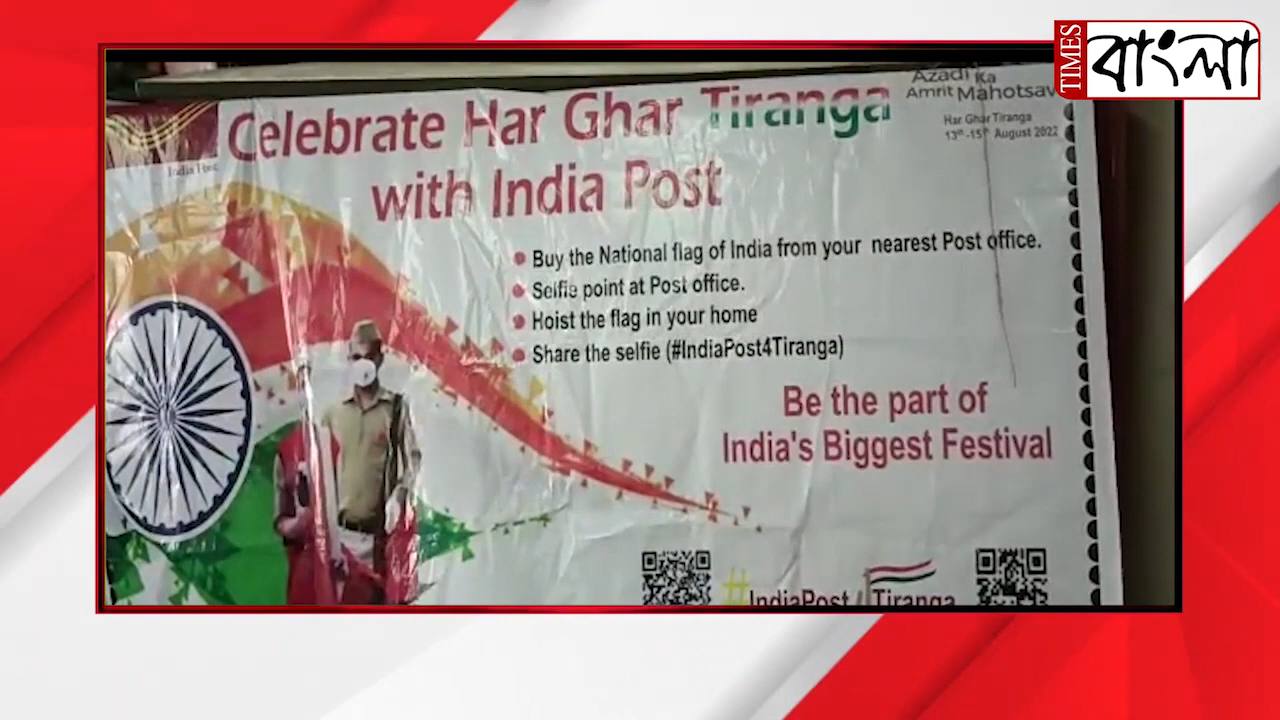 TIMES বাংলা
Azadi Ka
Amrit Mahotsav
Har Ghar Tiranga
13th -15th August 2022
India Post
Celebrate Har Ghar Tiranga
with India Post
Buy the National flag of India from your nearest Post office.
Selfie point at Post office.
Hoist the flag in your home
Share the selfie (#IndiaPost4Tiranga)
Be the part of
India's Biggest Festival
#IndiaPost4Tiranga